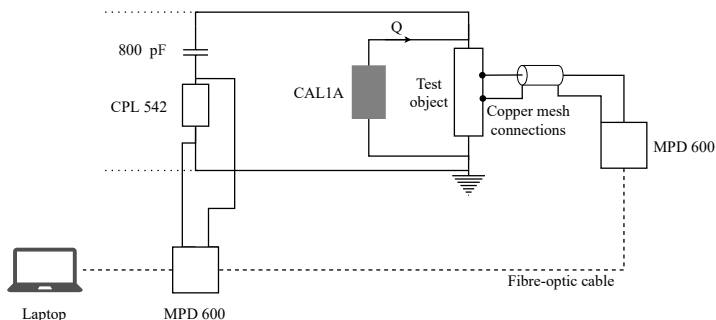 Q
800 pF
CPL 542
CAL1A
Test
object
Copper mesh
connections
MPD 600
Fibre-optic cable
Laptop
MPD 600